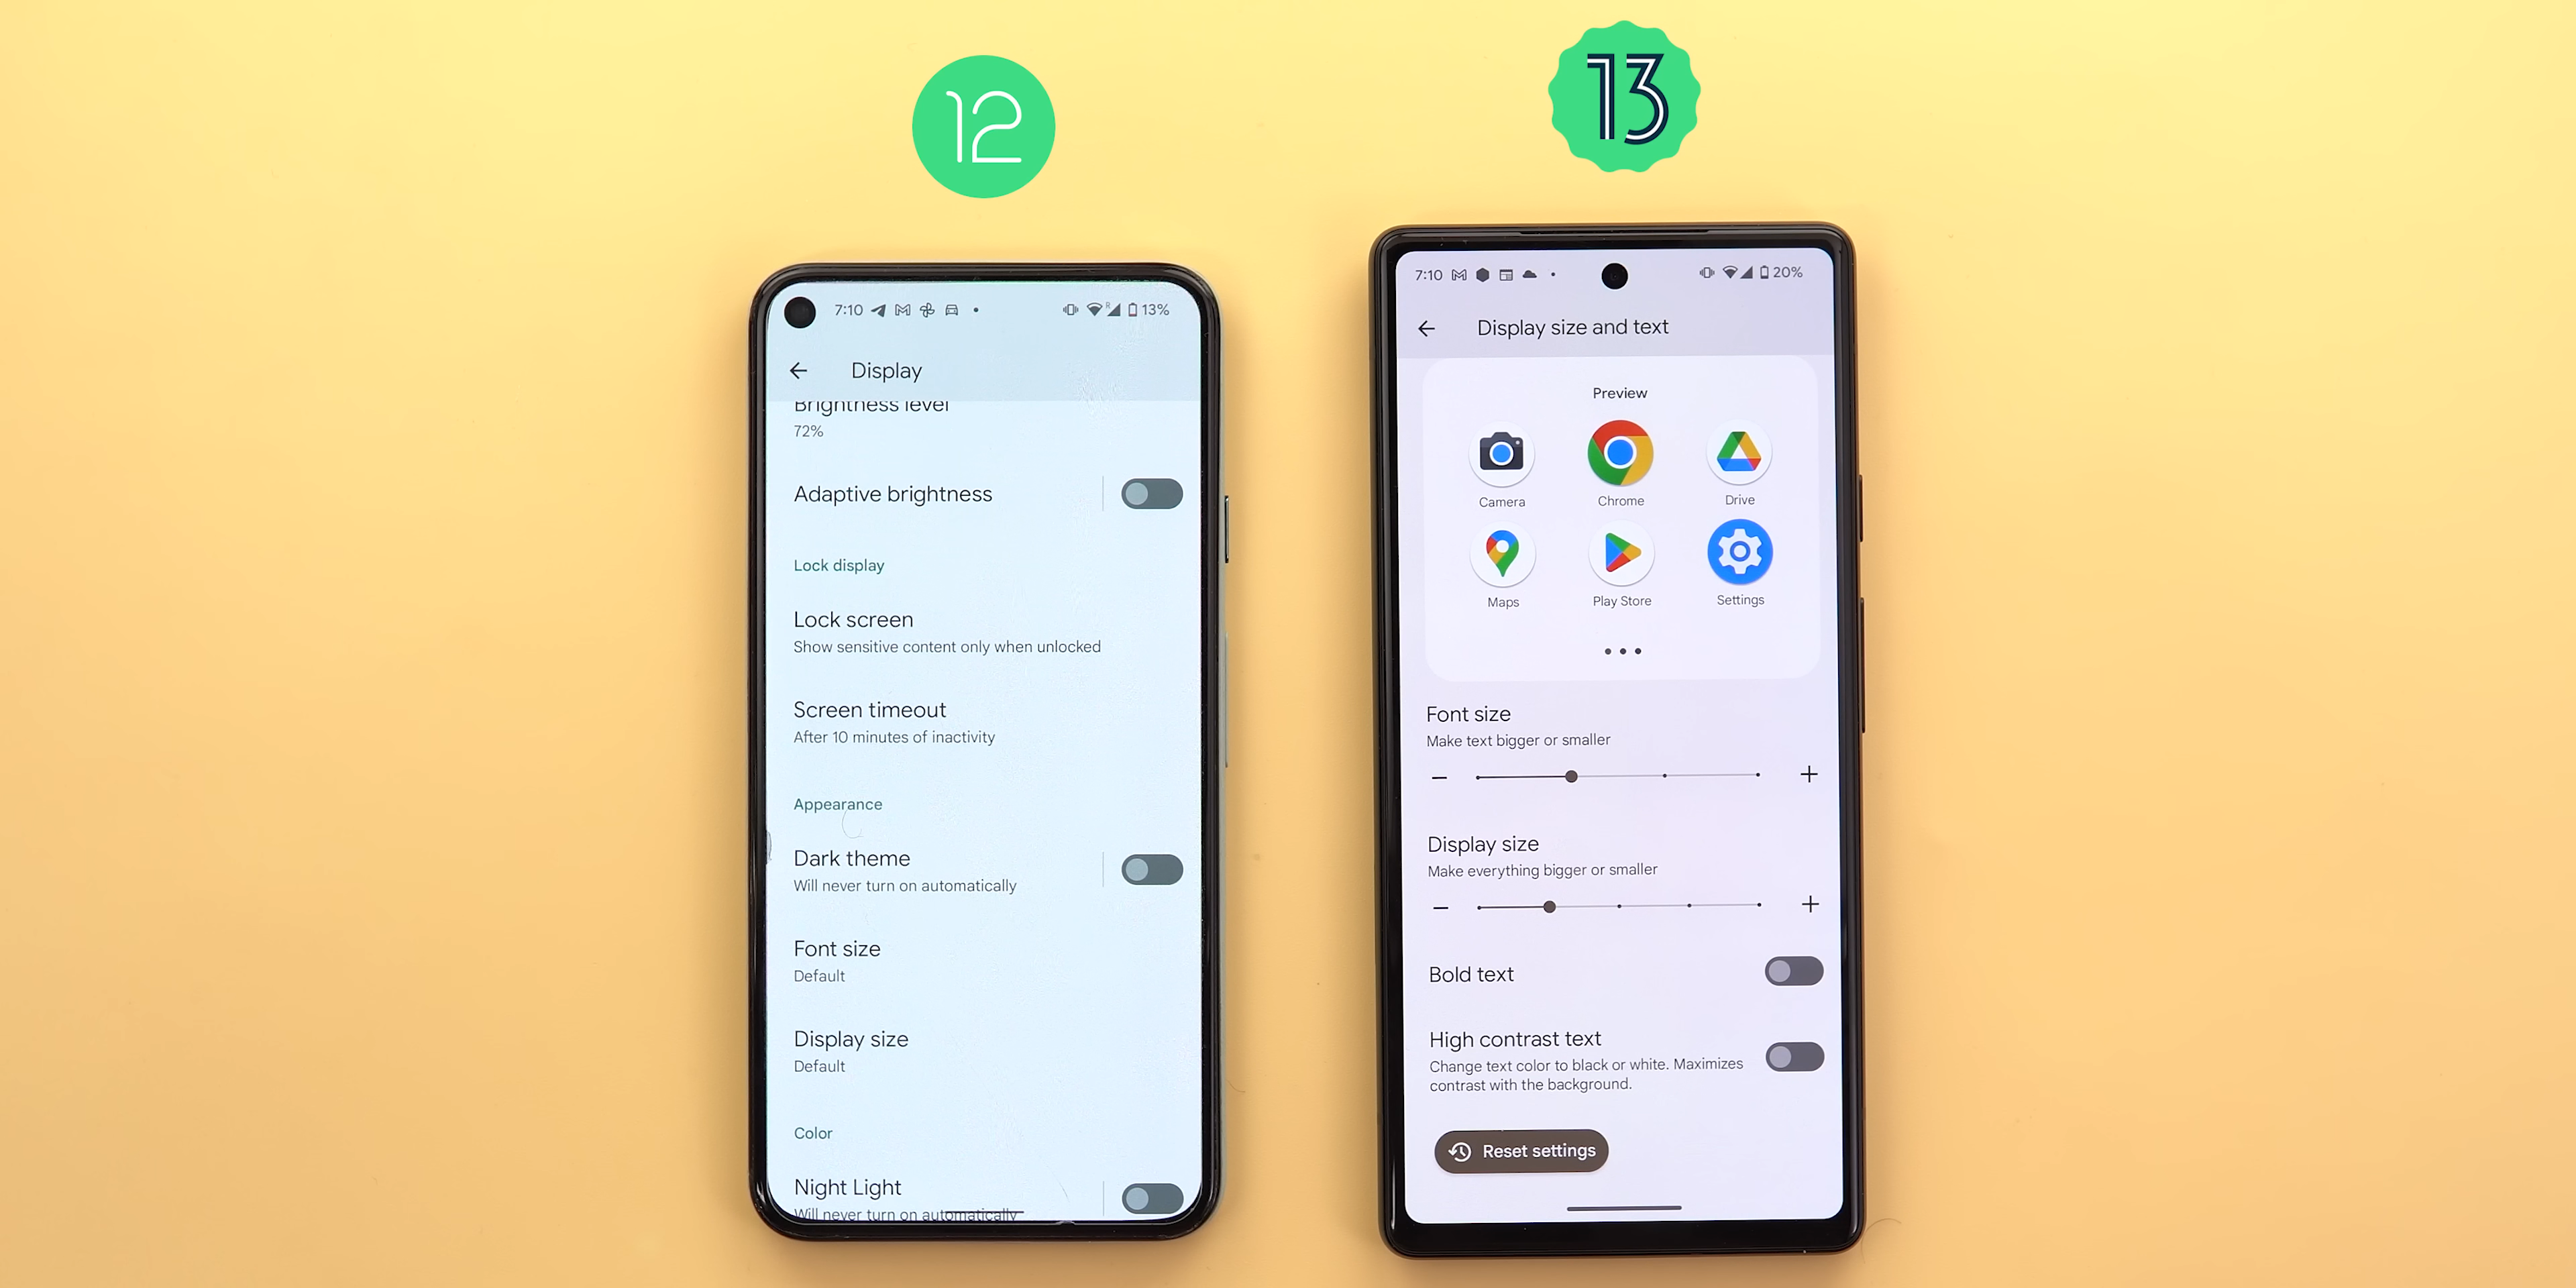 12
13
7:10
13%
Display
Brightness level
72%
Adaptive brightness
Lock display
Lock screen
Show sensitive content only when unlocked
Screen timeout
After 10 minutes of inactivity
Appearance
Dark theme
Will never turn on automatically
Font size
Default
Display size
Default
Color
Night Light
Will never turn on automatically
7:10
20%
Display size and text
Preview
Camera
Chrome
Drive
Maps
Play Store
Settings
Font size
Make text bigger or smaller
Display size
Make everything bigger or smaller
Bold text
High contrast text
Change text color to black or white. Maximizes
contrast with the background.
Reset settings